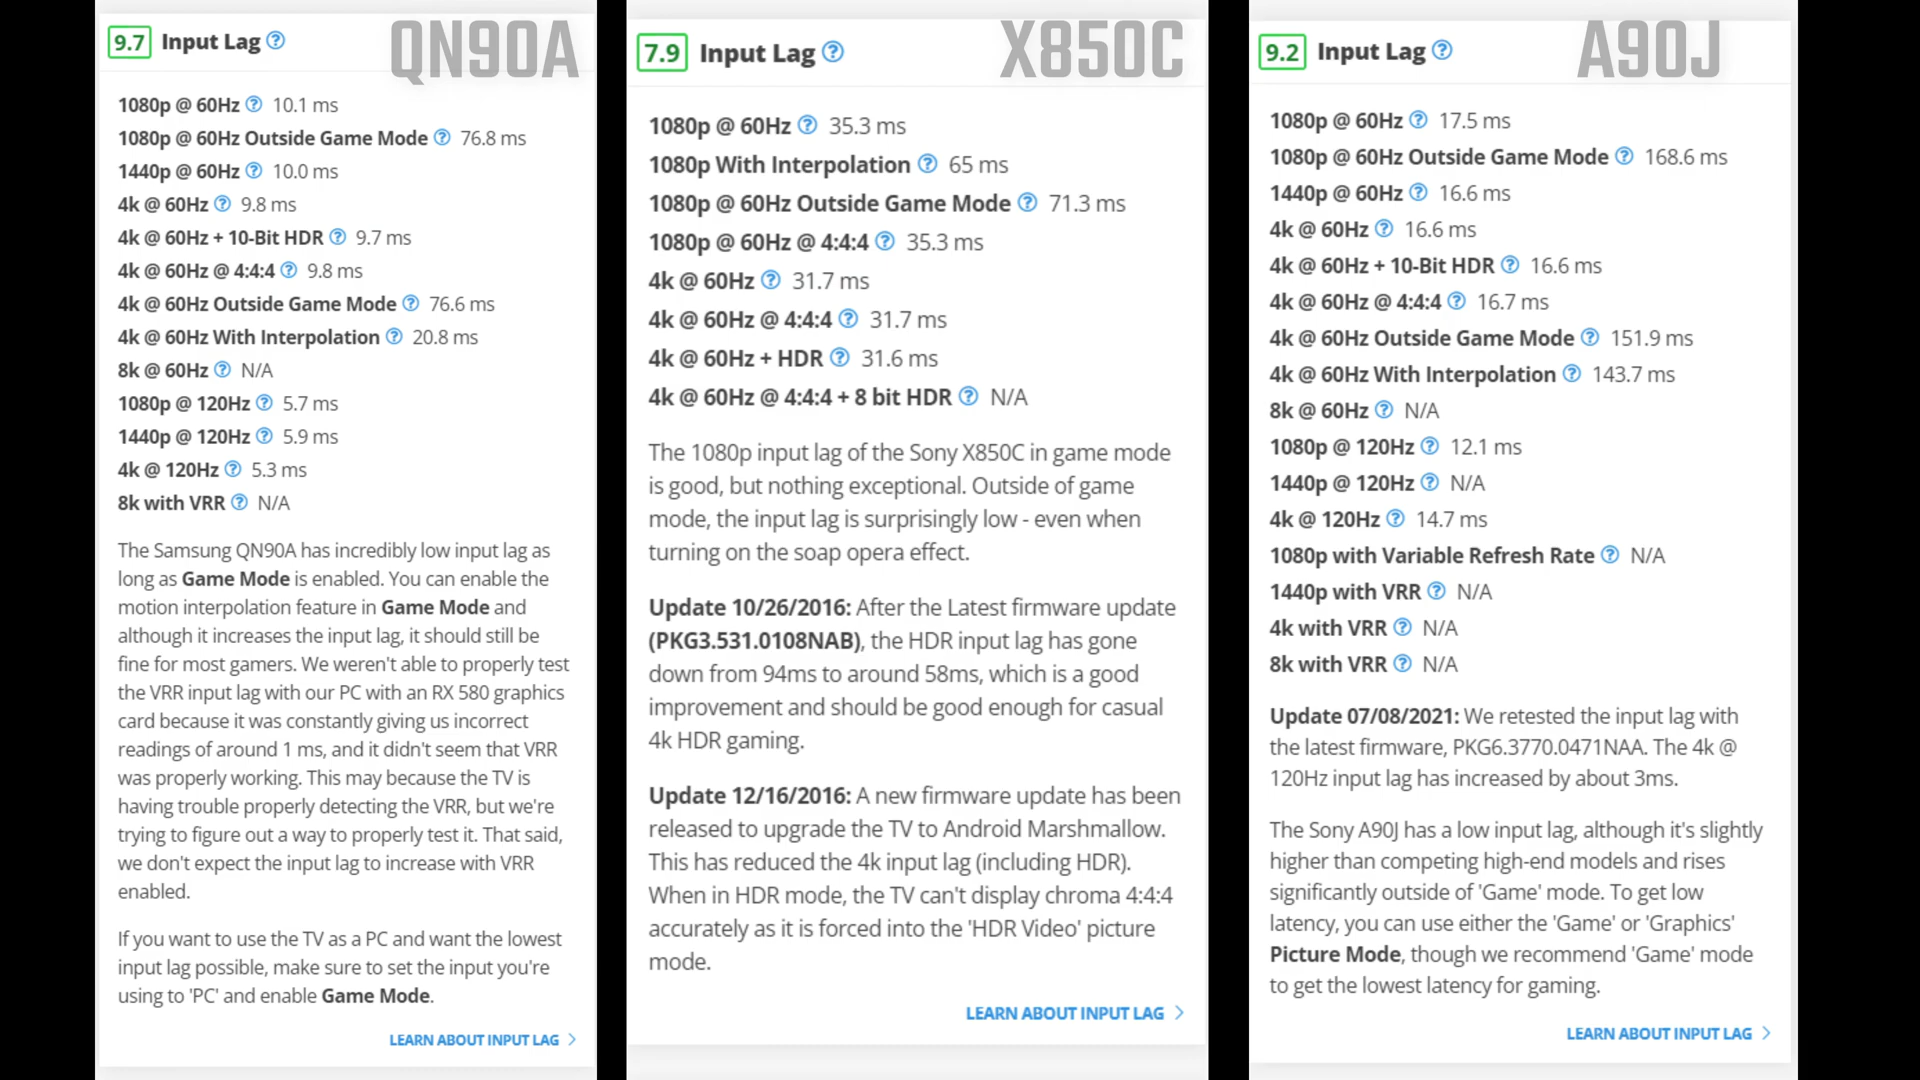 9.7 Input Lag ? QN90A
1080p @ 60Hz ? 10.1 ms
1080p @ 60Hz Outside Game Mode ? 76.8 ms
1440p @ 60Hz ? 10.0 ms
4k @ 60Hz ? 9.8 ms
4k @ 60Hz + 10-Bit HDR ? 9.7 ms
4k @ 60Hz @ 4:4:4 ? 9.8 ms
4k @ 60Hz Outside Game Mode ? 76.6 ms
4k @ 60Hz With Interpolation ? 20.8 ms
8k @ 60Hz ? N/A
1080p @ 120Hz ? 5.7 ms
1440p @ 120Hz ? 5.9 ms
4k @ 120Hz ? 5.3 ms
8k with VRR ? N/A
The Samsung QN90A has incredibly low input lag as
long as Game Mode is enabled. You can enable the
motion interpolation feature in Game Mode and
although it increases the input lag, it should still be
fine for most gamers. We weren't able to properly test
the VRR input lag with our PC with an RX 580 graphics
card because it was constantly giving us incorrect
readings of around 1 ms, and it didn't seem that VRR
was properly working. This may because the TV is
having trouble properly detecting the VRR, but we're
trying to figure out a way to properly test it. That said,
we don't expect the input lag to increase with VRR
enabled.
If you want to use the TV as a PC and want the lowest
input lag possible, make sure to set the input you're
using to 'PC' and enable Game Mode.
LEARN ABOUT INPUT LAG >
7.9 Input Lag ? X850C
1080p @ 60Hz ? 35.3 ms
1080p With Interpolation ? 65 ms
1080p @ 60Hz Outside Game Mode ? 71.3 ms
1080p @ 60Hz @ 4:4:4 ? 35.3 ms
4k @ 60Hz ? 31.7 ms
4k @ 60Hz @ 4:4:4 ? 31.7 ms
4k @ 60Hz + HDR ? 31.6 ms
4k @ 60Hz @ 4:4:4 + 8 bit HDR ? N/A
The 1080p input lag of the Sony X850C in game mode
is good, but nothing exceptional. Outside of game
mode, the input lag is surprisingly low - even when
turning on the soap opera effect.
Update 10/26/2016: After the Latest firmware update
(PKG3.531.0108NAB), the HDR input lag has gone
down from 94ms to around 58ms, which is a good
improvement and should be good enough for casual
4k HDR gaming.
Update 12/16/2016: A new firmware update has been
released to upgrade the TV to Android Marshmallow.
This has reduced the 4k input lag (including HDR).
When in HDR mode, the TV can't display chroma 4:4:4
accurately as it is forced into the 'HDR Video' picture
mode.
LEARN ABOUT INPUT LAG >
9.2 Input Lag ? A90J
1080p @ 60Hz ? 17.5 ms
1080p @ 60Hz Outside Game Mode ? 168.6 ms
1440p @ 60Hz ? 16.6 ms
4k @ 60Hz ? 16.6 ms
4k @ 60Hz + 10-Bit HDR ? 16.6 ms
4k @ 60Hz @ 4:4:4 ? 16.7 ms
4k @ 60Hz Outside Game Mode ? 151.9 ms
4k @ 60Hz With Interpolation ? 143.7 ms
8k @ 60Hz ? N/A
1080p @ 120Hz ? 12.1 ms
1440p @ 120Hz ? N/A
4k @ 120Hz ? 14.7 ms
1080p with Variable Refresh Rate ? N/A
1440p with VRR ? N/A
4k with VRR ? N/A
8k with VRR ? N/A
Update 07/08/2021: We retested the input lag with
the latest firmware, PKG6.3770.0471NAA. The 4k @
120Hz input lag has increased by about 3ms.
The Sony A90J has a low input lag, although it's slightly
higher than competing high-end models and rises
significantly outside of 'Game' mode. To get low
latency, you can use either the 'Game' or 'Graphics'
Picture Mode, though we recommend 'Game' mode
to get the lowest latency for gaming.
LEARN ABOUT INPUT LAG >